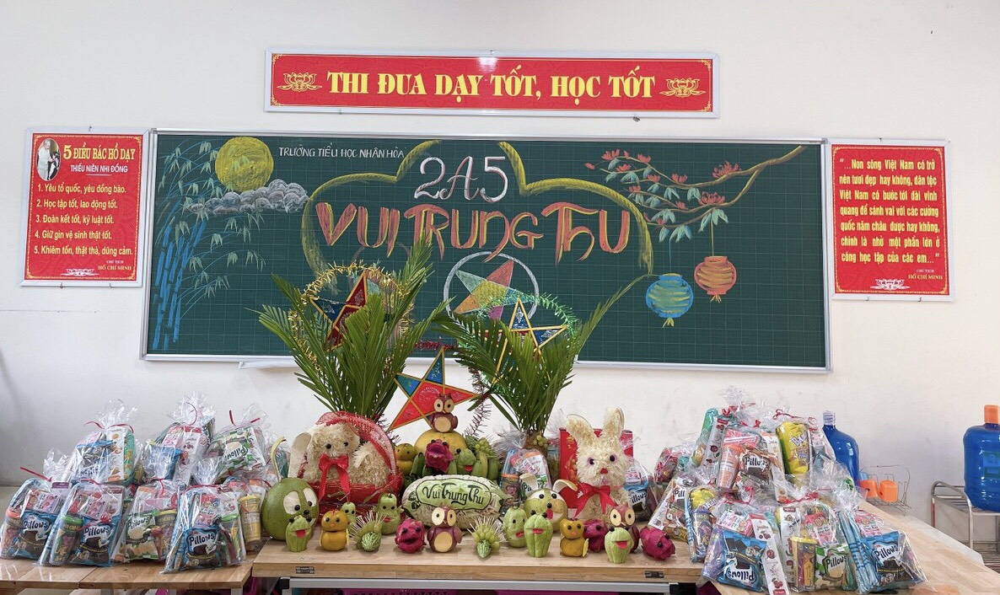 THI ĐUA DẠY TỐT, HỌC TỐT
5 ĐIỀU BÁC HỒ DẠY
THIẾU NIÊN NHI ĐỒNG
1. Yêu tổ quốc, yêu đồng bào.
2. Học tập tốt, lao động tốt.
3. Đoàn kết tốt, kỷ luật tốt.
4. Giữ gìn vệ sinh thật tốt.
5. Khiêm tốn, thật thà, dũng cảm.
CHỦ TỊCH
HỒ CHÍ MINH
TRƯỜNG TIỂU HỌC NHÂN HÒA
2A5
VUI TRUNG THU
"...Non sông Việt Nam có trở
nên tươi đẹp hay không, dân tộc
Việt Nam có bước tới đài vinh
quang để sánh vai với các cường
quốc năm châu được hay không,
chính là nhờ một phần lớn ở
công học tập của các em..."
CHỦ TỊCH
HỒ CHÍ MINH
Vui Trung Thu
Pillows
Pillows
Pillows
Pillows
Pillows
Pillows
Pillows